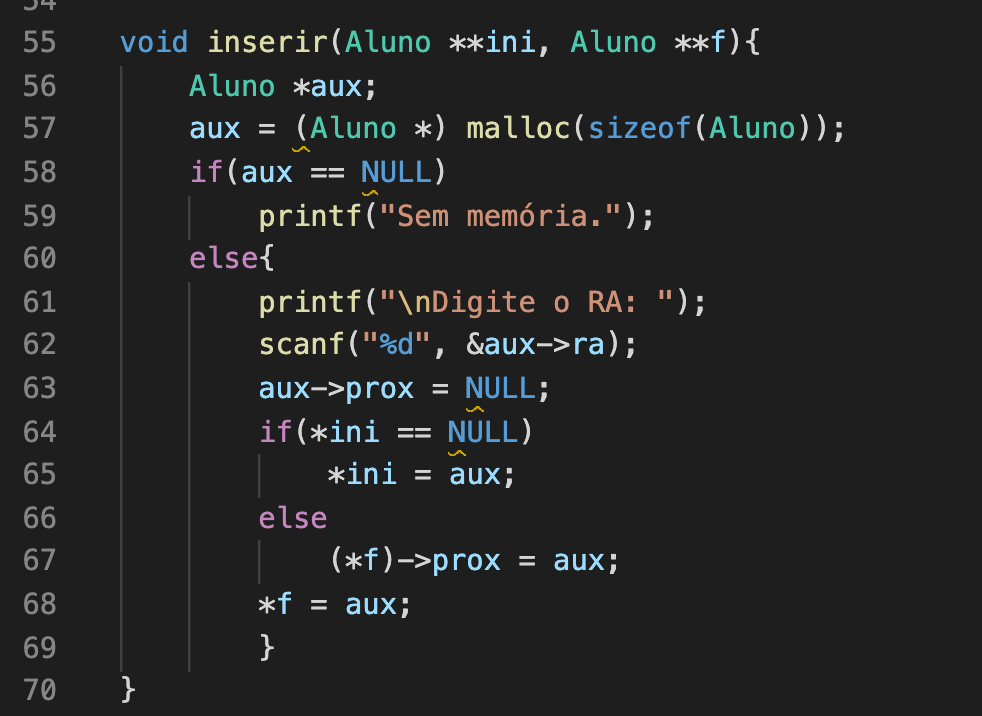 54
55 void inserir(Aluno **ini, Aluno **f){
56 Aluno *aux;
57 aux = (Aluno *) malloc(sizeof(Aluno));
58 if(aux == NULL)
59 printf("Sem memória.");
60 else{
61 printf("\nDigite o RA: ");
62 scanf("%d", &aux->ra);
63 aux->prox = NULL;
64 if(*ini == NULL)
65 *ini = aux;
66 else
67 (*f)->prox = aux;
68 *f = aux;
69 }
70 }